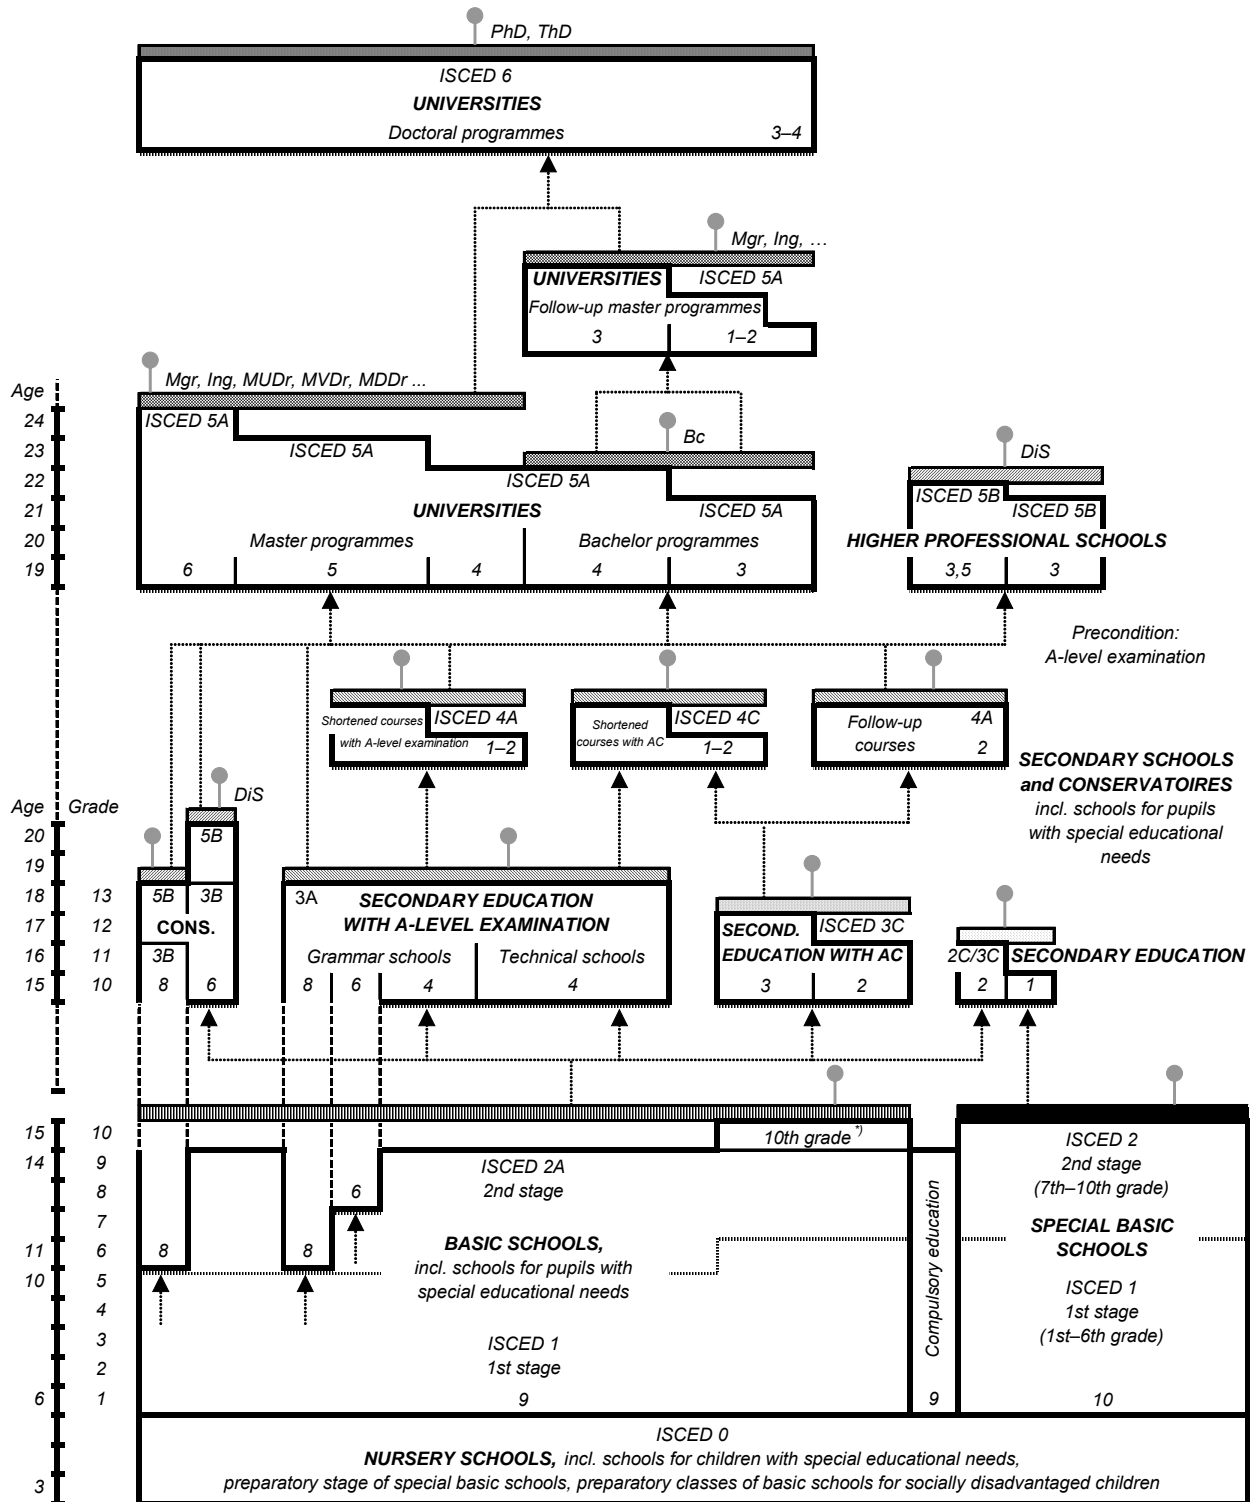 PhD, ThD
ISCED 6
UNIVERSITIES
Doctoral programmes 3–4
Mgr, Ing, …
UNIVERSITIES ISCED 5A
Follow-up master programmes
3 1–2
Mgr, Ing, MUDr, MVDr, MDDr ...
Age
24 ISCED 5A
Bc
23 ISCED 5A
DiS
22 ISCED 5A
ISCED 5B
21 UNIVERSITIES ISCED 5A ISCED 5B
20 Master programmes Bachelor programmes HIGHER PROFESSIONAL SCHOOLS
19 6 5 4 4 3 3,5 3
Precondition:
A-level examination
Shortened courses ISCED 4A
with A-level examination 1–2
Shortened ISCED 4C
courses with AC 1–2
Follow-up 4A
courses 2
SECONDARY SCHOOLS
and CONSERVATOIRES
incl. schools for pupils
with special educational
needs
DiS
Age Grade
20 5B
19
18 13 5B 3B 3A SECONDARY EDUCATION
17 12 CONS. WITH A-LEVEL EXAMINATION SECOND. ISCED 3C
16 11 3B Grammar schools Technical schools EDUCATION WITH AC 2C/3C SECONDARY EDUCATION
15 10 8 6 8 6 4 4 3 2 2 1
15 10 10th grade *) ISCED 2
14 9 ISCED 2A 2nd stage
8 6 2nd stage (7th–10th grade)
7 SPECIAL BASIC
11 6 8 8 BASIC SCHOOLS, SCHOOLS
10 5 incl. schools for pupils with
special educational needs ISCED 1
4 1st stage
3 ISCED 1 (1st–6th grade)
2 1st stage
Compulsory education
6 1 9 9 10
ISCED 0
NURSERY SCHOOLS, incl. schools for children with special educational needs,
3 preparatory stage of special basic schools, preparatory classes of basic schools for socially disadvantaged children